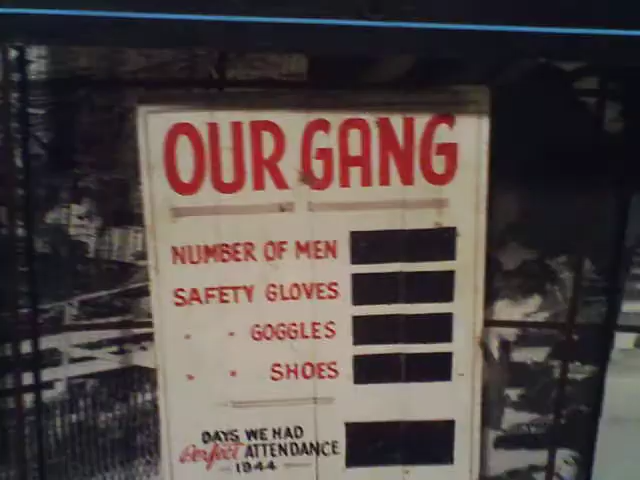 OUR GANG
NUMBER OF MEN
SAFETY GLOVES
" " GOGGLES
" " SHOES
DAYS WE HAD
Perfect ATTENDANCE
1944